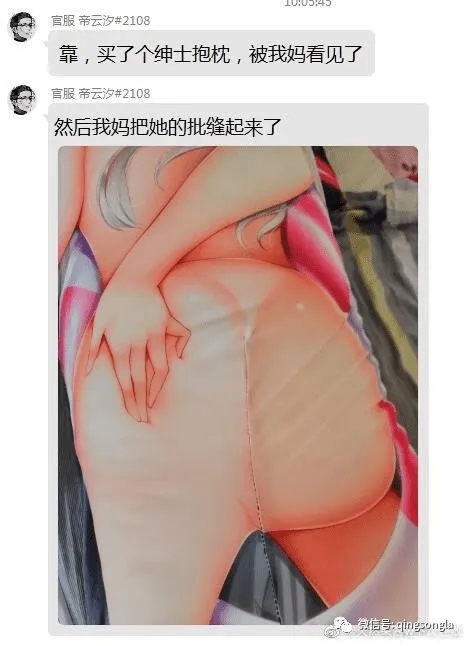 10:05:45
官服 帝云汐#2108
靠，买了个绅士抱枕，被我妈看见了
官服 帝云汐#2108
然后我妈把她的批缝起来了
微信号: qingsongla